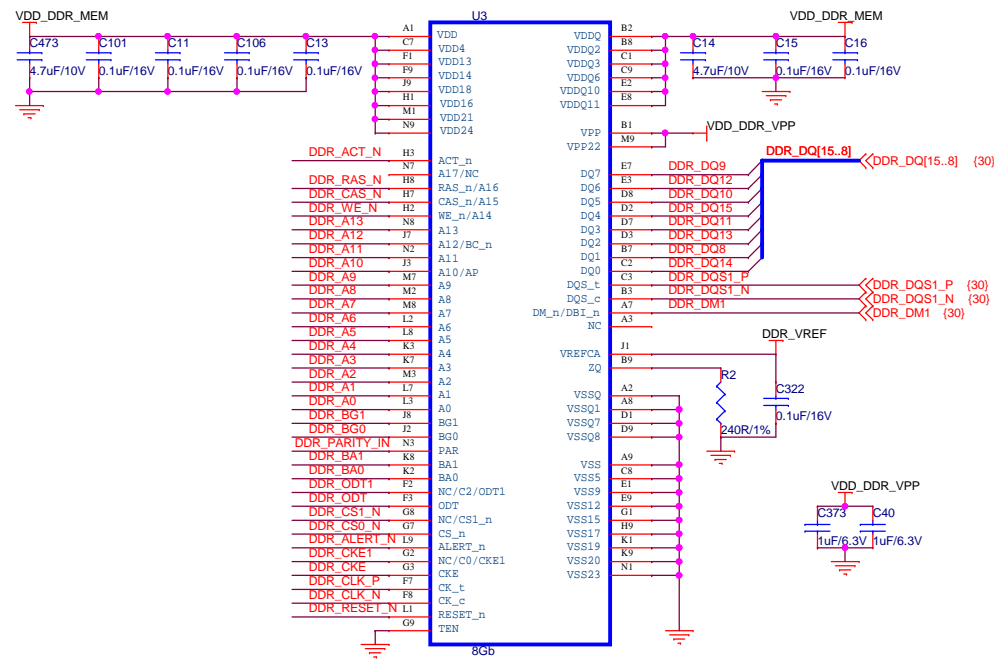 U3
VDD_DDR_MEM
C473
4.7uF/10V
C101
0.1uF/16V
C11
0.1uF/16V
C106
0.1uF/16V
C13
0.1uF/16V
A1 VDD
C7 VDD4
F1 VDD13
F9 VDD14
J9 VDD18
H1 VDD16
M1 VDD21
N9 VDD24
DDR_ACT_N H3 ACT_n
N7 A17/NC
DDR_RAS_N H8 RAS_n/A16
DDR_CAS_N H7 CAS_n/A15
DDR_WE_N H2 WE_n/A14
DDR_A13 N8 A13
DDR_A12 J7 A12/BC_n
DDR_A11 N2 A11
DDR_A10 J3 A10/AP
DDR_A9 M7 A9
DDR_A8 M2 A8
DDR_A7 M8 A7
DDR_A6 L2 A6
DDR_A5 L8 A5
DDR_A4 K3 A4
DDR_A3 K7 A3
DDR_A2 M3 A2
DDR_A1 L7 A1
DDR_A0 L3 A0
DDR_BG1 J8 BG1
DDR_BG0 J2 BG0
DDR_PARITY_IN N3 PAR
DDR_BA1 K8 BA1
DDR_BA0 K2 BA0
DDR_ODT1 F2 NC/C2/ODT1
DDR_ODT F3 ODT
DDR_CS1_N G8 NC/CS1_n
DDR_CS0_N G7 CS_n
DDR_ALERT_N L9 ALERT_n
DDR_CKE1 G2 NC/C0/CKE1
DDR_CKE G3 CKE
DDR_CLK_P F7 CK_t
DDR_CLK_N F8 CK_c
DDR_RESET_N L1 RESET_n
G9 TEN
8Gb
VDDQ B2
VDDQ2 B8
VDDQ3 C1
VDDQ6 C9
VDDQ10 E2
VDDQ11 E8
VDD_DDR_MEM
C14
4.7uF/10V
C15
0.1uF/16V
C16
0.1uF/16V
VPP B1 VDD_DDR_VPP
VPP22 M9
DDR_DQ[15..8]
DDR_DQ[15..8] {30}
DQ7 E7 DDR_DQ9
DQ6 E3 DDR_DQ12
DQ5 D8 DDR_DQ10
DQ4 D2 DDR_DQ15
DQ3 D7 DDR_DQ11
DQ2 D3 DDR_DQ13
DQ1 B7 DDR_DQ8
DQ0 C2 DDR_DQ14
DQS_t C3 DDR_DQS1_P DDR_DQS1_P {30}
DQS_c B3 DDR_DQS1_N DDR_DQS1_N {30}
DM_n/DBI_n A7 DDR_DM1 DDR_DM1 {30}
NC A3
DDR_VREF
VREFCA J1
ZQ B9
R2
240R/1%
C322
0.1uF/16V
VSSQ A2
VSSQ1 A8
VSSQ7 D1
VSSQ8 D9
VSS A9
VSS5 C8
VSS9 E1
VSS12 E9
VSS15 G1
VSS17 H9
VSS19 K1
VSS20 K9
VSS23 N1
VDD_DDR_VPP
C373
1uF/6.3V
C40
1uF/6.3V